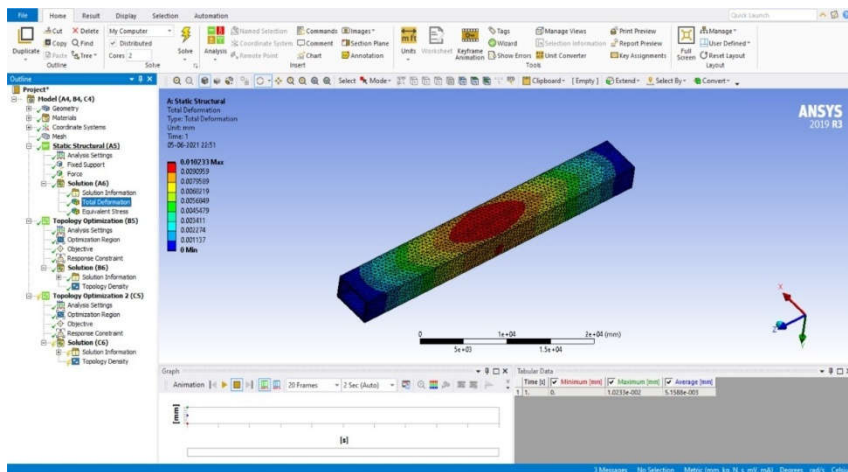 File Home Result Display Selection Automation Quick Launch
Duplicate
Cut Delete
Copy Find
Paste Tree
Outline
My Computer
Distributed
Cores 2
Solve
Solve
Analysis
Named Selection
Coordinate System
Remote Point
Commands
Comment
Chart
Images
Section Plane
Annotation
Insert
Units
Worksheet
Keyframe
Animation
Tags
Wizard
Show Errors
Manage Views
Selection Information
Unit Converter
Print Preview
Report Preview
Key Assignments
Tools
Full
Screen
Manage
User Defined
Reset Layout
Layout
Select Mode Clipboard [Empty] Extend Select By Convert
Outline
Project*
Model (A4, B4, C4)
Geometry
Materials
Coordinate Systems
Mesh
Static Structural (A5)
Analysis Settings
Fixed Support
Force
Solution (A6)
Solution Information
Total Deformation
Equivalent Stress
Topology Optimization (B5)
Analysis Settings
Optimization Region
Objective
Response Constraint
Solution (B6)
Solution Information
Topology Density
Topology Optimization 2 (C5)
Analysis Settings
Optimization Region
Objective
Response Constraint
Solution (C6)
Solution Information
Topology Density
A: Static Structural
Total Deformation
Type: Total Deformation
Unit: mm
Time: 1
05-06-2021 22:51
0.010233 Max
0.0090959
0.0079589
0.0068219
0.0056849
0.0045479
0.003411
0.002274
0.001137
0 Min
ANSYS
2019 R3
0 1e+04 2e+04 (mm)
5e+03 1.5e+04
X
Z
Y
Graph
Animation 20 Frames 2 Sec (Auto)
[mm]
[s]
Tabular Data
Time [s] Minimum [mm] Maximum [mm] Average [mm]
1 1. 0. 1.0233e-002 5.1588e-003
3 Messages No Selection Metric (mm, kg, N, s, mV, mA) Degrees rad/s Celsiu